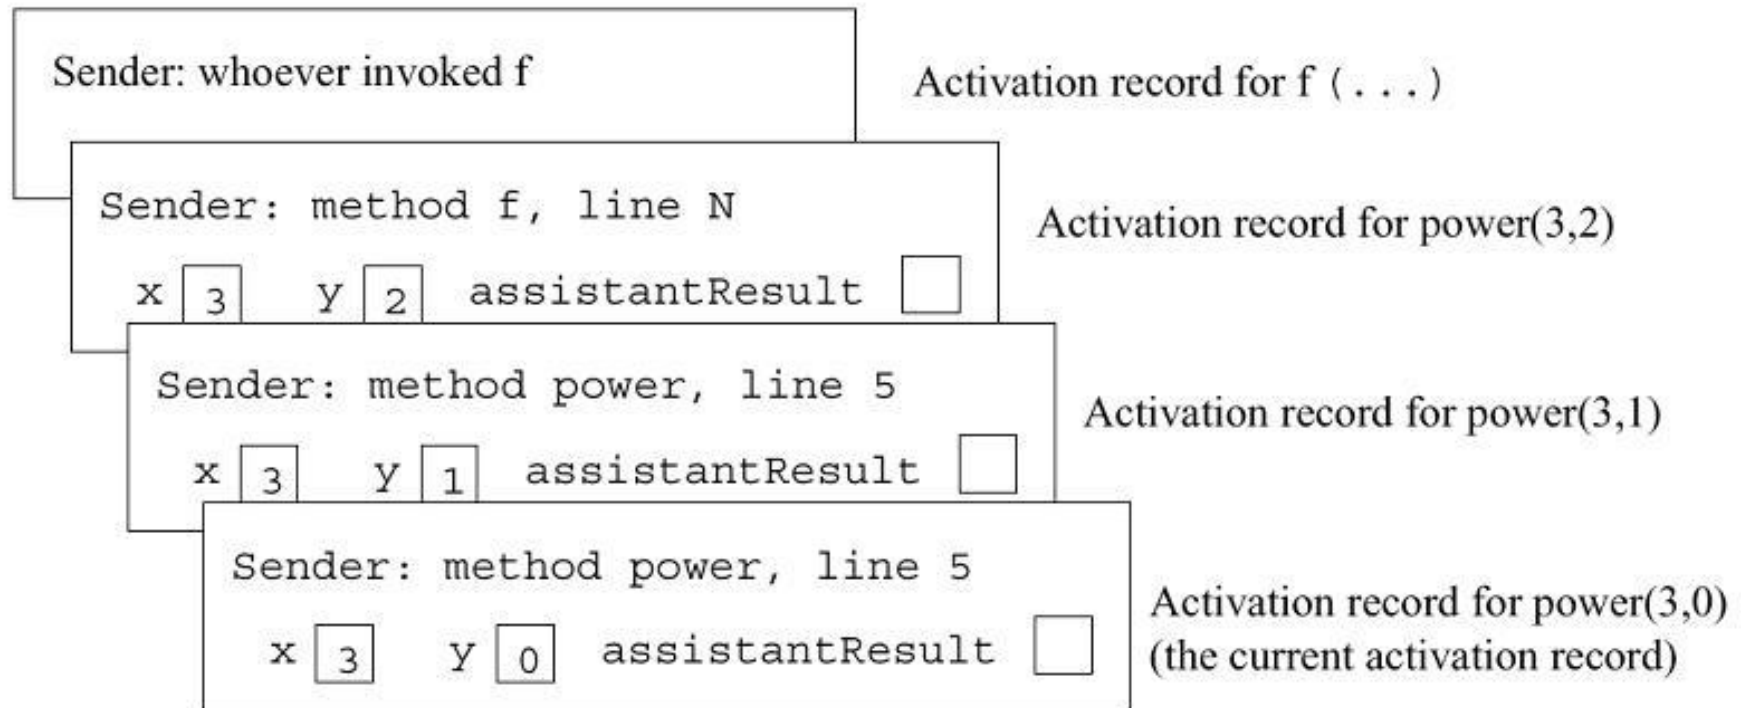 Sender: whoever invoked f
Activation record for f (...)
Sender: method f, line N
Activation record for power(3,2)
x 3 y 2 assistantResult
Sender: method power, line 5
Activation record for power(3,1)
x 3 y 1 assistantResult
Sender: method power, line 5
Activation record for power(3,0)
x 3 y 0 assistantResult
(the current activation record)